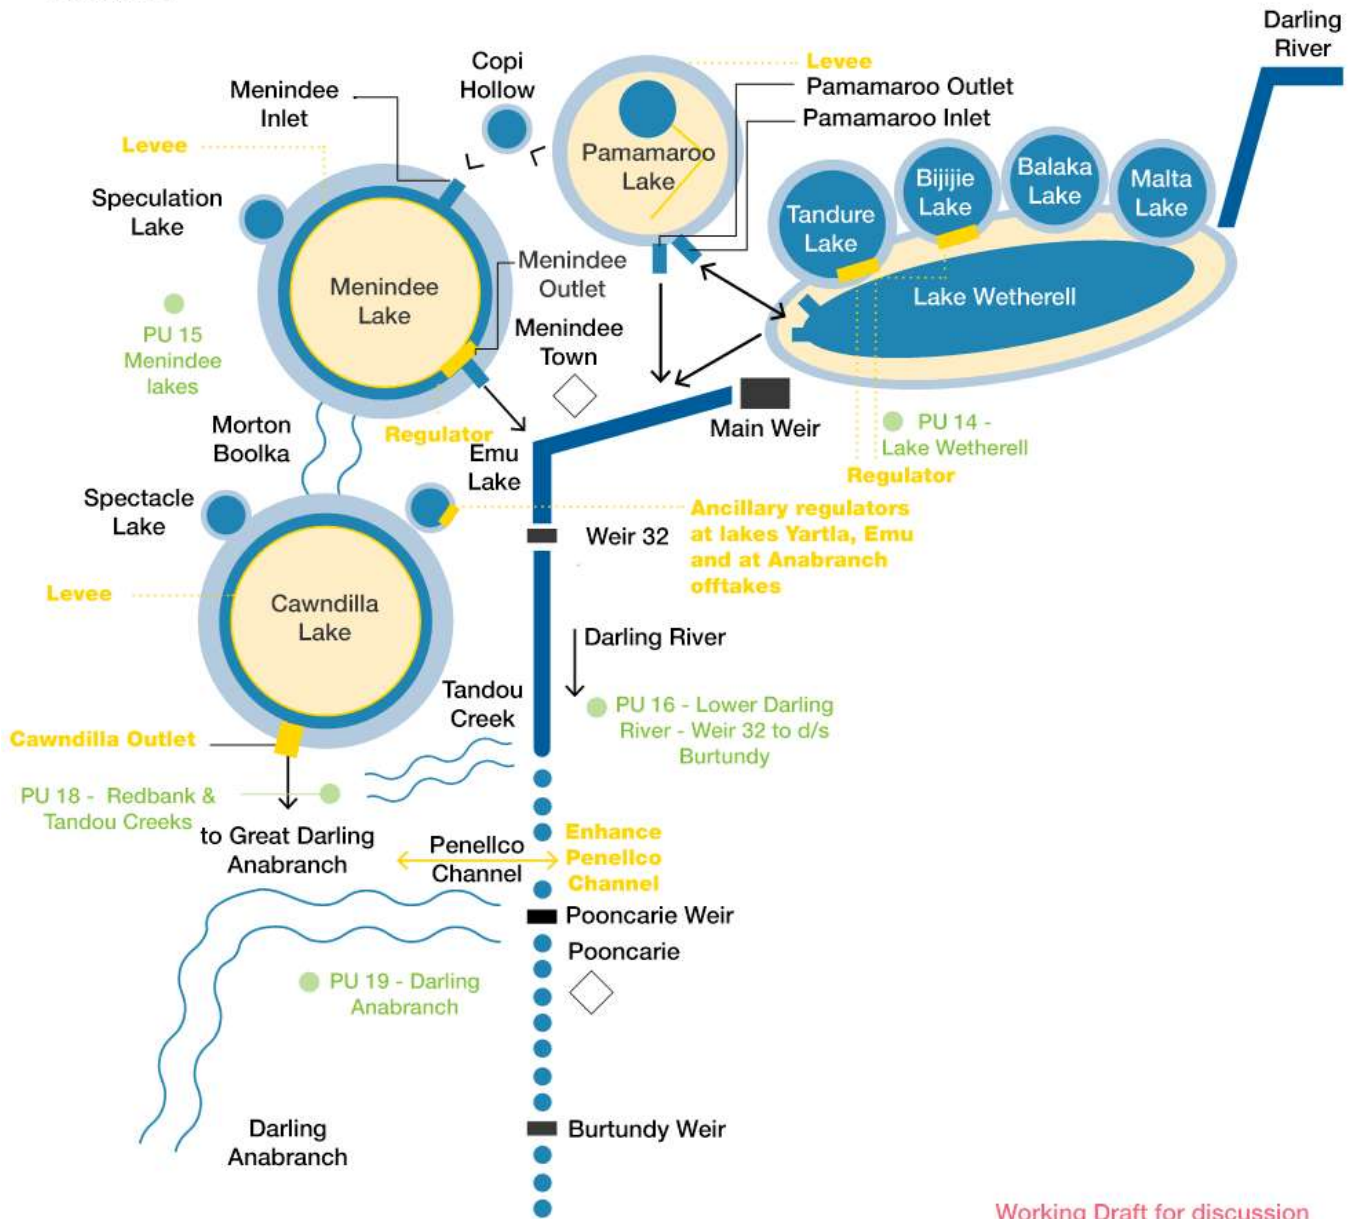 Darling
River
Copi
Hollow
Levee
Menindee
Inlet
Pamamaroo Outlet
Pamamaroo Inlet
Levee
Pamamaroo
Lake
Speculation
Lake
Tandure
Lake
Bijijie
Lake
Balaka
Lake
Malta
Lake
Menindee
Lake
Menindee
Outlet
Lake Wetherell
PU 15
Menindee
lakes
Menindee
Town
Morton
Boolka
Regulator
Emu
Lake
Main Weir
PU 14 -
Lake Wetherell
Regulator
Spectacle
Lake
Weir 32
Ancillary regulators
at lakes Yartla, Emu
and at Anabranch
offtakes
Levee
Cawndilla
Lake
Darling River
Tandou
Creek
PU 16 - Lower Darling
River - Weir 32 to d/s
Burtundy
Cawndilla Outlet
PU 18 - Redbank &
Tandou Creeks
to Great Darling
Anabranch
Penellco
Channel
Enhance
Penellco
Channel
Pooncarie Weir
Pooncarie
PU 19 - Darling
Anabranch
Darling
Anabranch
Burtundy Weir
Working Draft for discussion